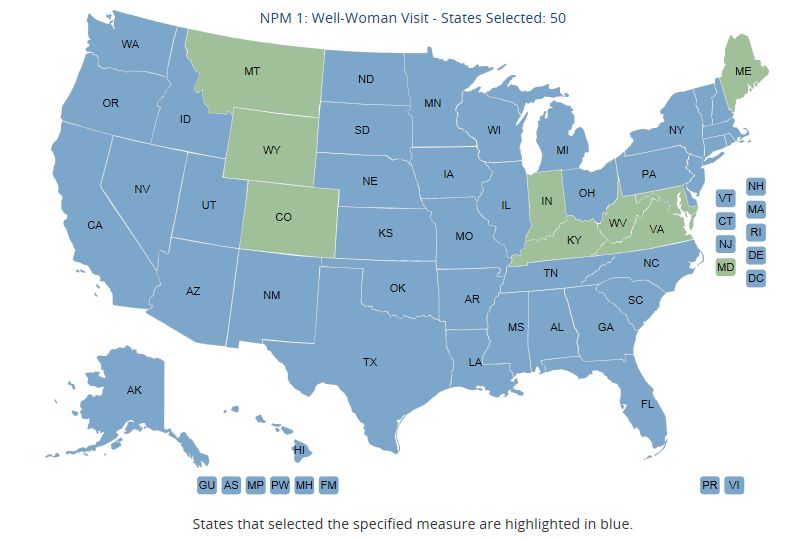 NPM 1: Well-Woman Visit - States Selected: 50
WA
MT
ME
ND
MN
OR
ID
SD
WI
NY
WY
MI
NH
NV
UT
NE
IA
PA
VT
MA
CO
IL
IN
OH
CT
RI
CA
KS
MO
WV
VA
NJ
DE
KY
MD
DC
AZ
NM
OK
AR
TN
NC
SC
MS
AL
GA
TX
LA
AK
FL
HI
GU AS MP PW MH FM
PR VI
States that selected the specified measure are highlighted in blue.